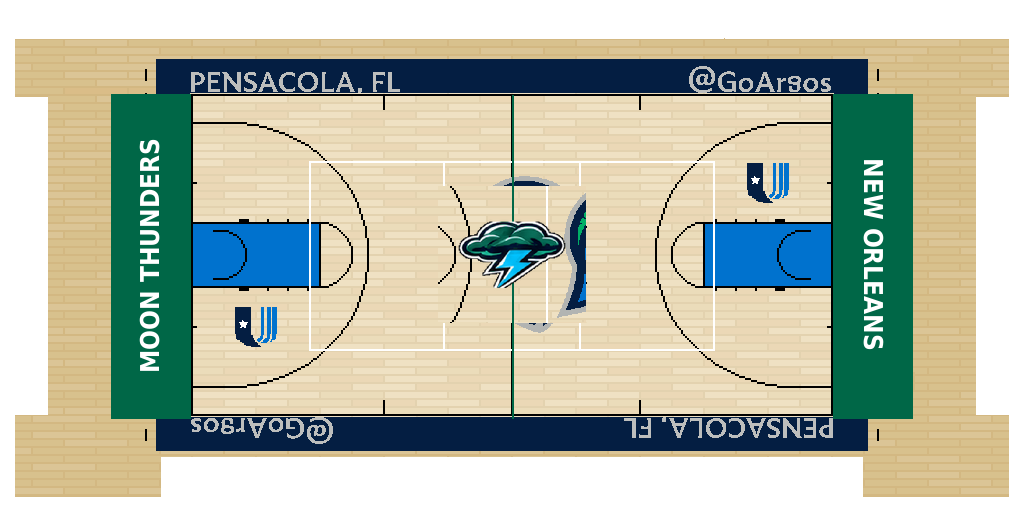 PENSACOLA, FL
@GoArgos
MOON THUNDERS
NEW ORLEANS
@GoArgos
PENSACOLA, FL